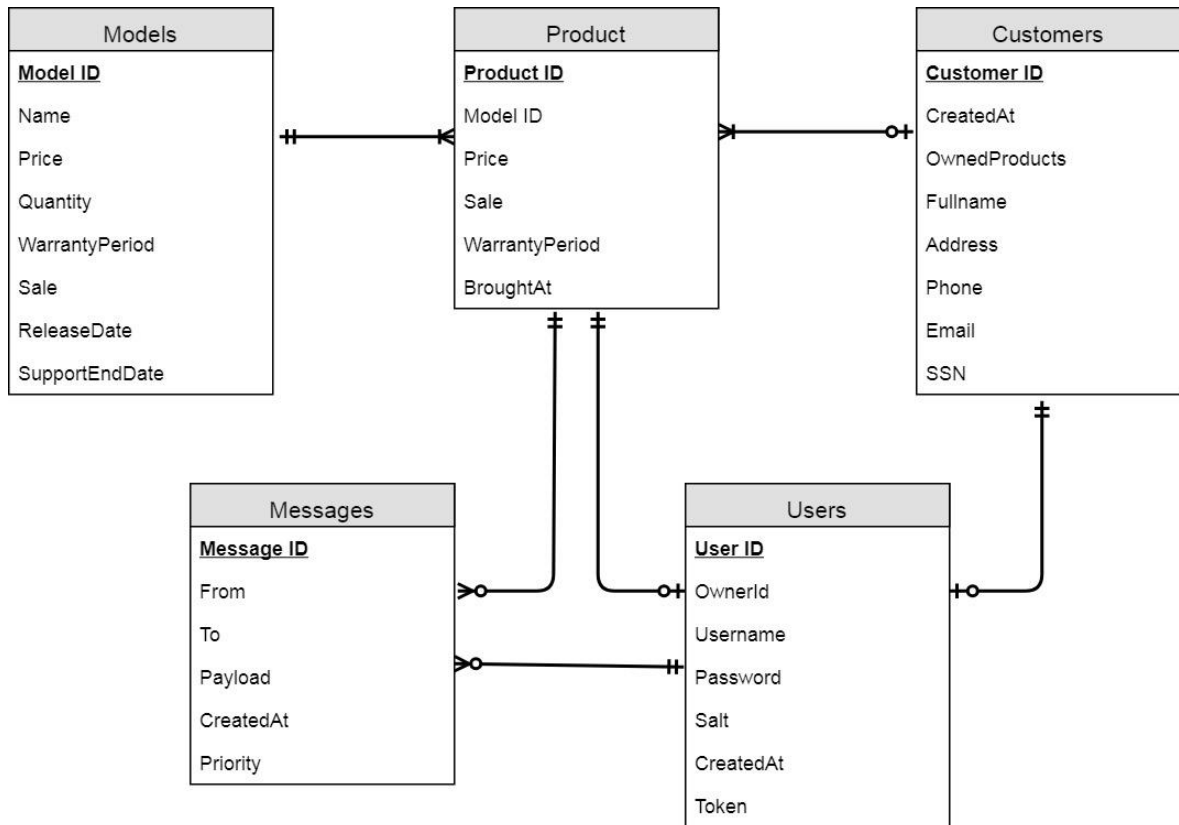 Models
Model ID
Name
Price
Quantity
WarrantyPeriod
Sale
ReleaseDate
SupportEndDate
Product
Product ID
Model ID
Price
Sale
WarrantyPeriod
BroughtAt
Customers
Customer ID
CreatedAt
OwnedProducts
Fullname
Address
Phone
Email
SSN
Messages
Message ID
From
To
Payload
CreatedAt
Priority
Users
User ID
OwnerId
Username
Password
Salt
CreatedAt
Token